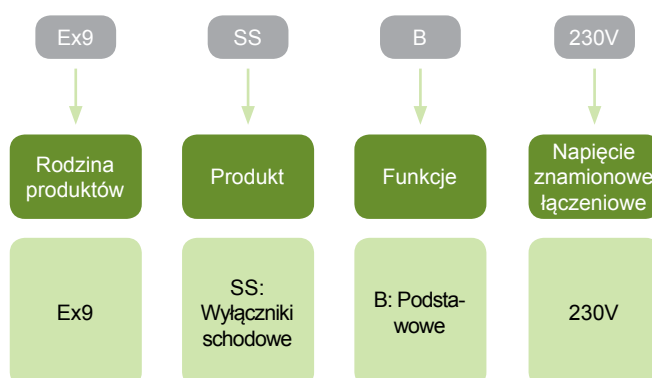 Ex9
SS
B
230V
Rodzina
produktów
Produkt
Funkcje
Napięcie
znamionowe
łączeniowe
Ex9
SS:
Wyłączniki
schodowe
B: Podsta-
wowe
230V